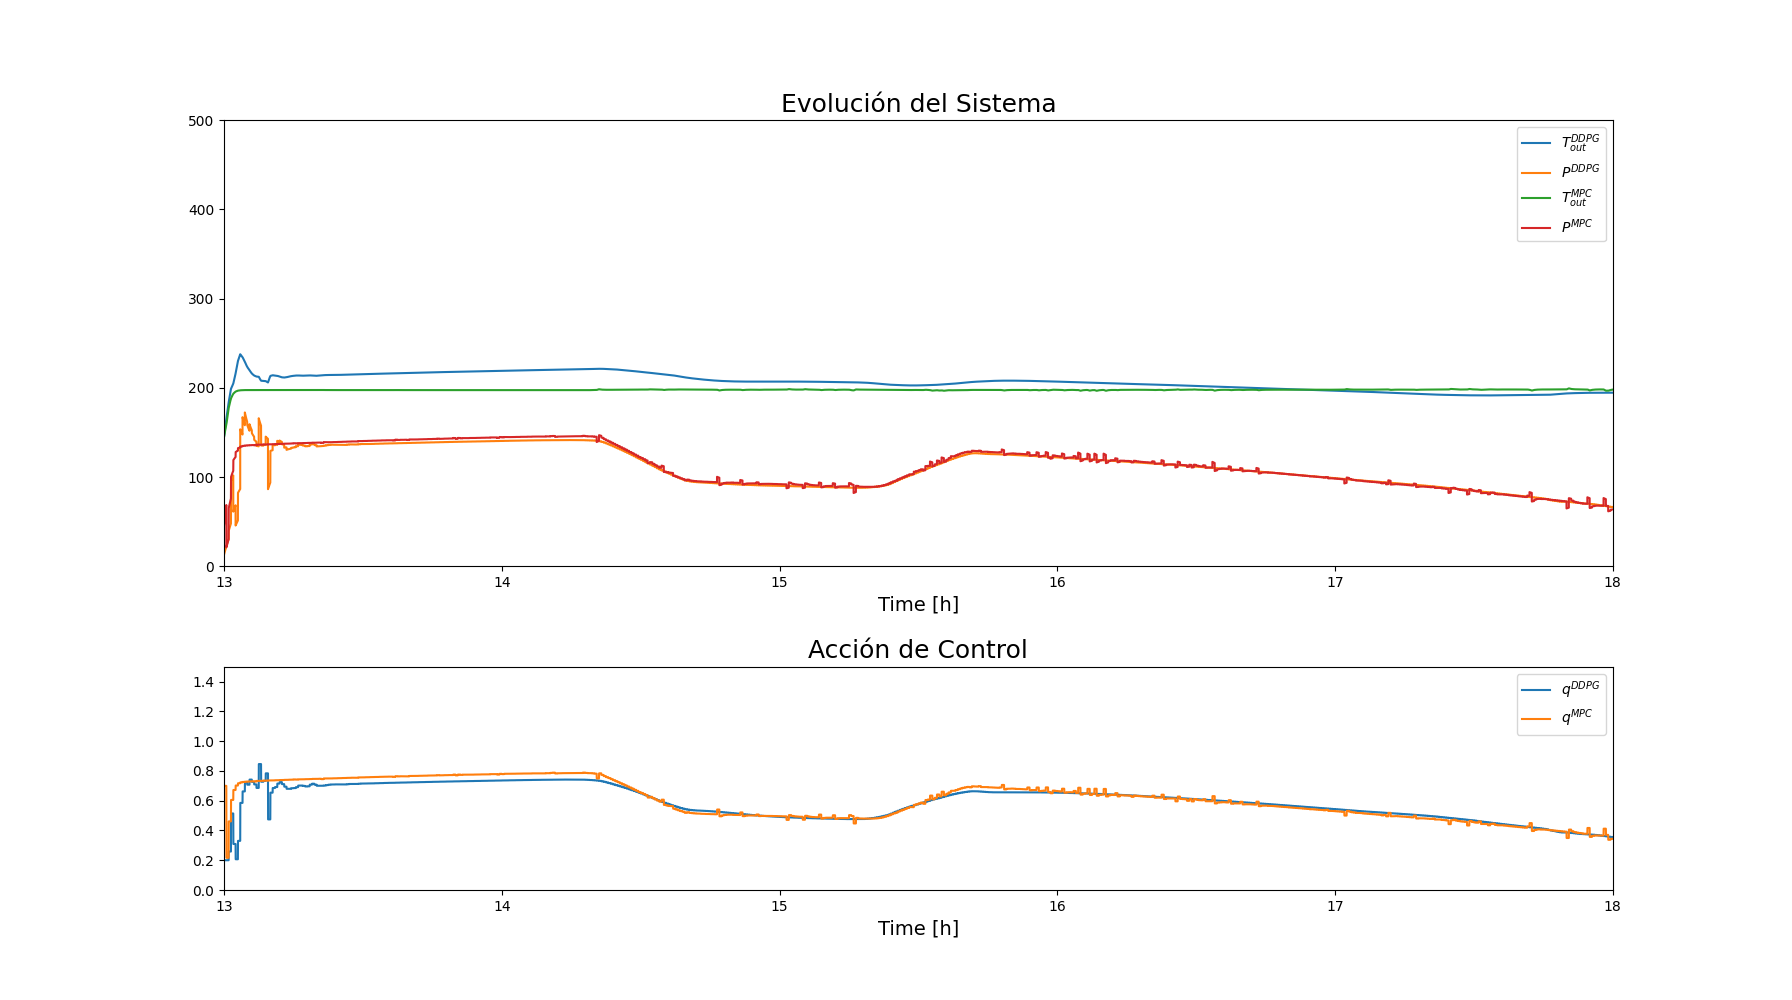 Evolución del Sistema
500
400
300
200
100
0
T_out^DDPG
P^DDPG
T_out^MPC
P^MPC
13 14 15 16 17 18
Time [h]
Acción de Control
1.4
1.2
1.0
0.8
0.6
0.4
0.2
0.0
q^DDPG
q^MPC
13 14 15 16 17 18
Time [h]